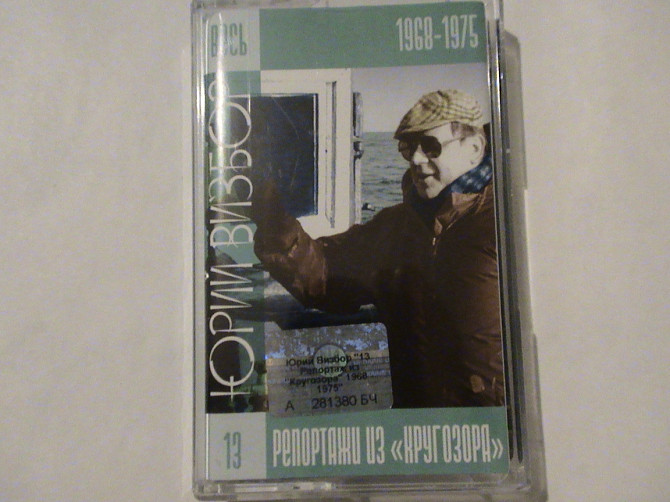 ВЕСЬ
1968-1975
ЮРИЙ ВИЗБОР
Юрий Визбор "13.
Репортаж из
"Кругозора" 1968
1975"
А 281380 БЧ
13
РЕПОРТАЖИ ИЗ «КРУГОЗОРА»